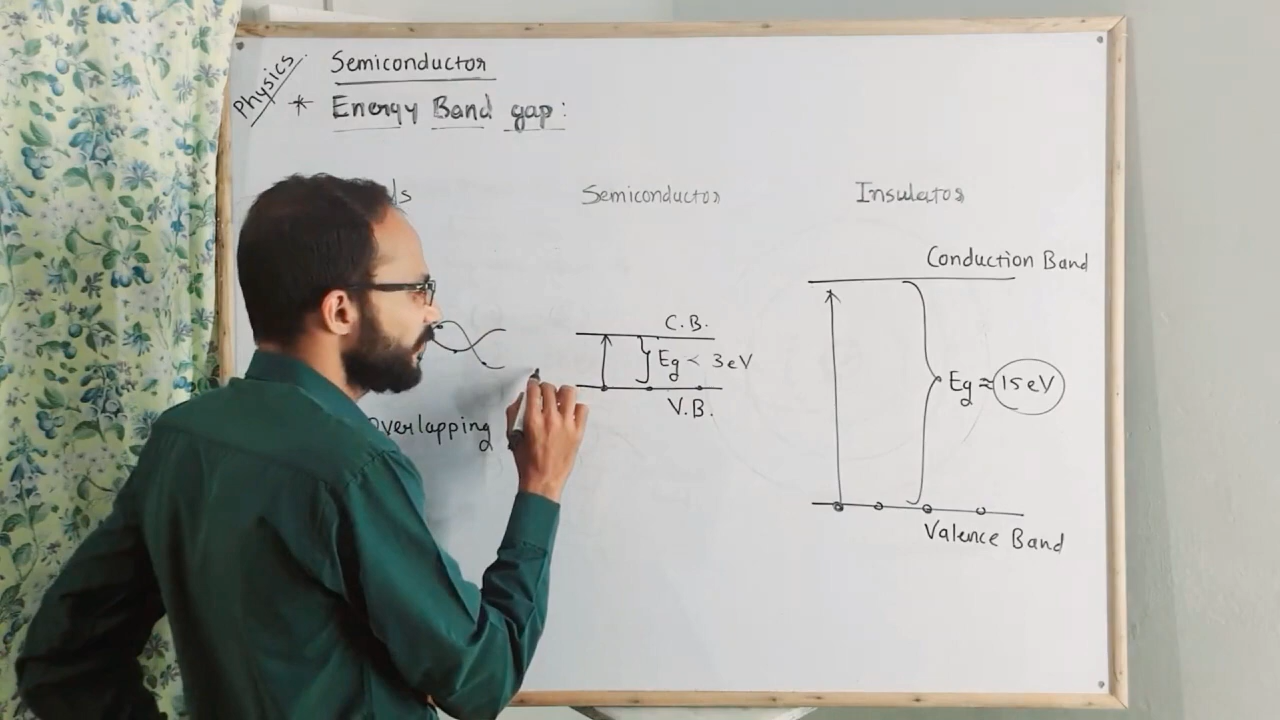 Physics:
Semiconductor
* Energy Band gap:
Semiconductor
Insulator
Conduction Band
C.B.
Eg < 3eV
V.B.
Eg ≈ 15eV
overlapping
Valence Band